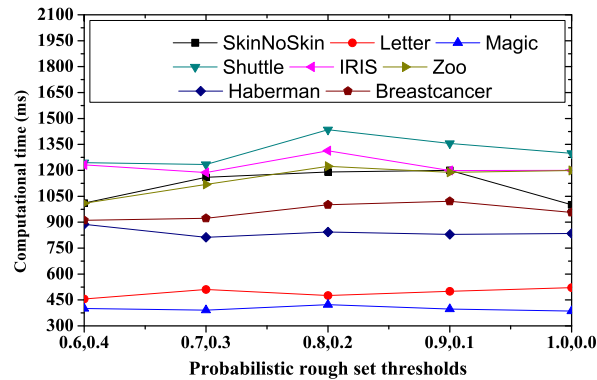 2100
1950
1800
1650
1500
1350
1200
1050
900
750
600
450
300
Computational time (ms)
SkinNoSkin Letter Magic
Shuttle IRIS Zoo
Haberman Breastcancer
0.6,0.4 0.7,0.3 0.8,0.2 0.9,0.1 1.0,0.0
Probabilistic rough set thresholds